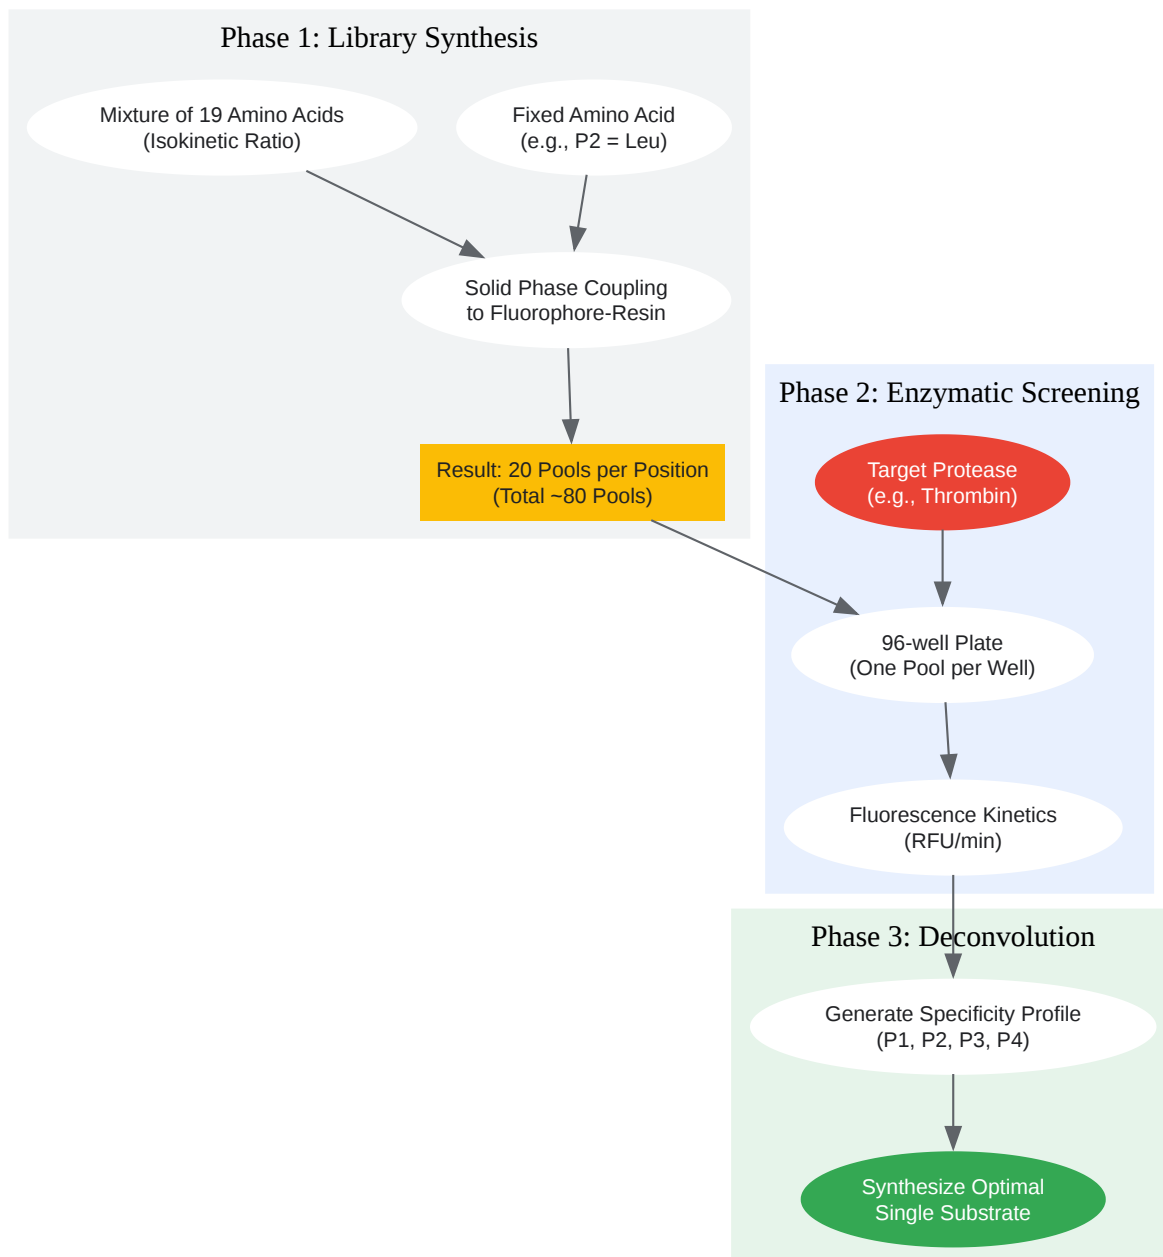 Phase 1: Library Synthesis
Mixture of 19 Amino Acids
(Isokinetic Ratio)
Fixed Amino Acid
(e.g., P2 = Leu)
Solid Phase Coupling
to Fluorophore-Resin
Result: 20 Pools per Position
(Total ~80 Pools)
Phase 2: Enzymatic Screening
Target Protease
(e.g., Thrombin)
96-well Plate
(One Pool per Well)
Fluorescence Kinetics
(RFU/min)
Phase 3: Deconvolution
Generate Specificity Profile
(P1, P2, P3, P4)
Synthesize Optimal
Single Substrate